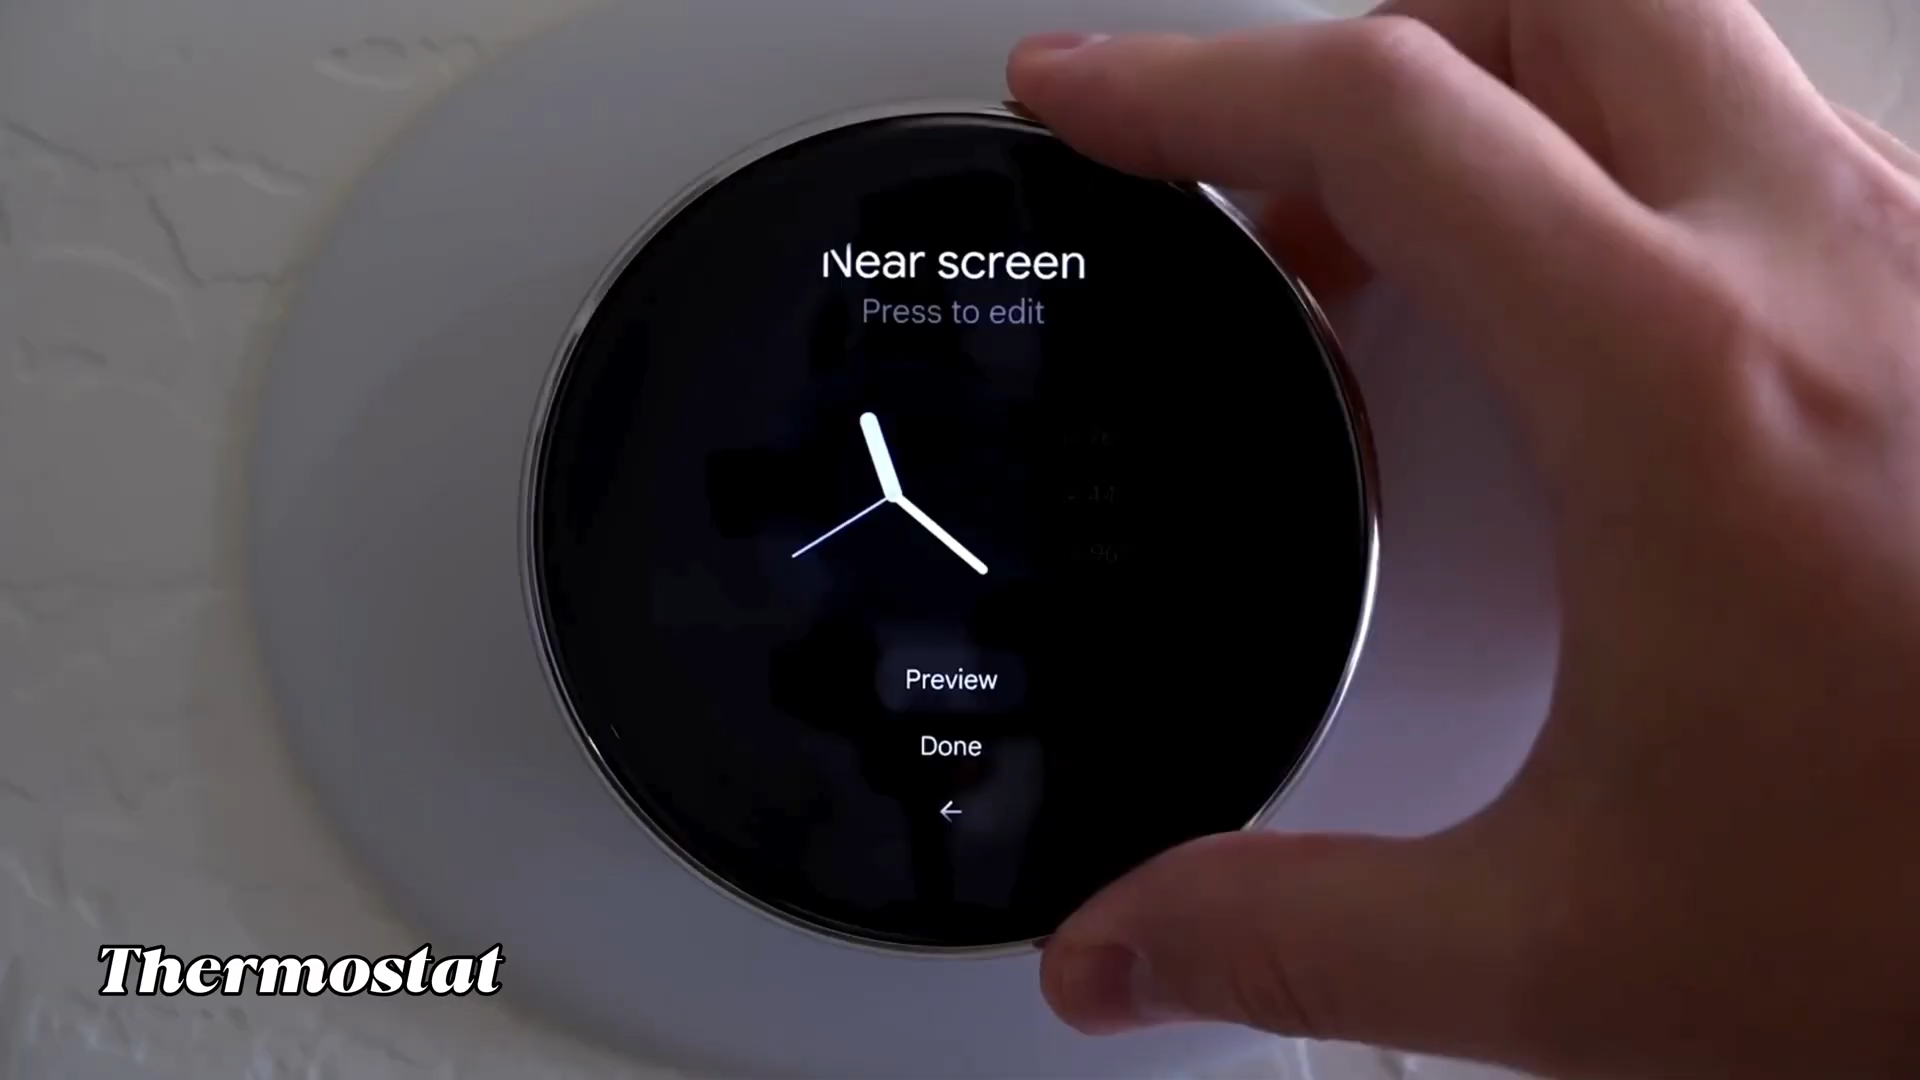 Near screen
Press to edit
Preview
Done
Thermostat